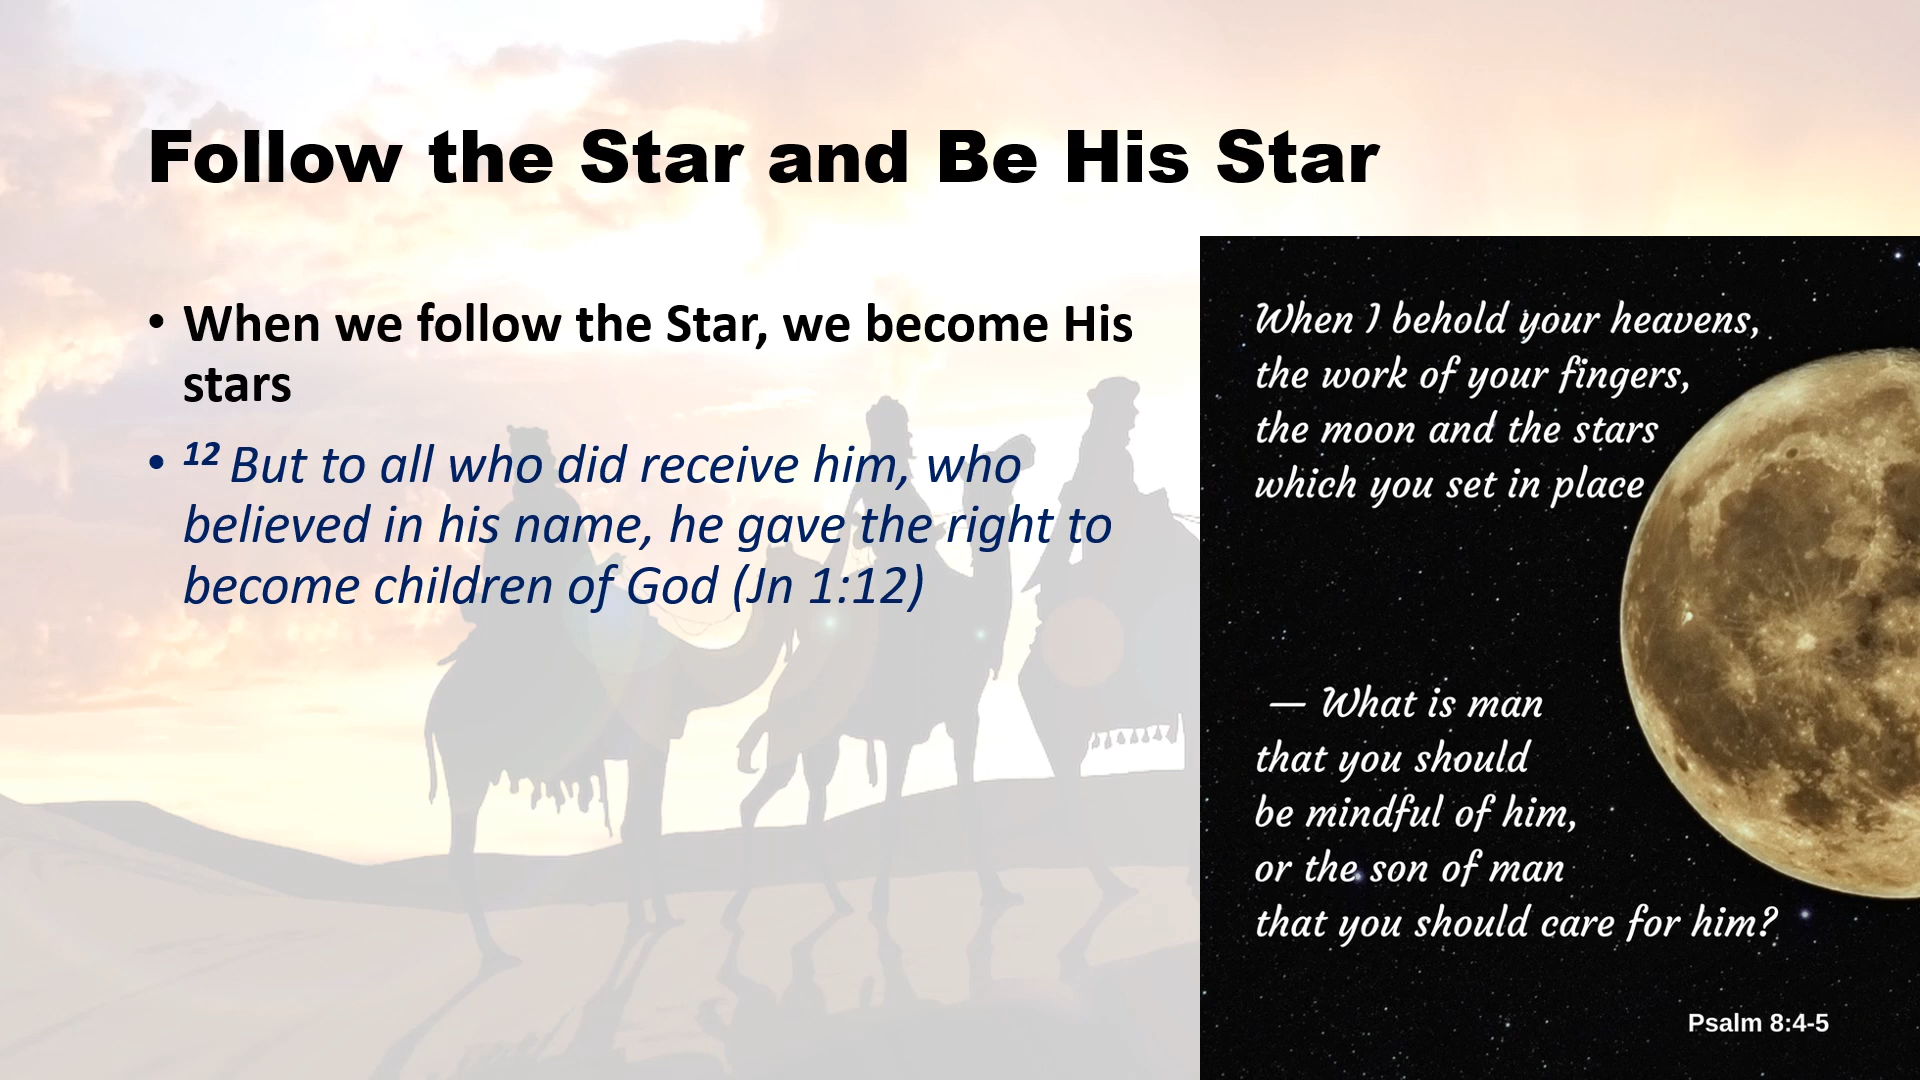 Follow the Star and Be His Star
• When we follow the Star, we become His
stars
• 12 But to all who did receive him, who
believed in his name, he gave the right to
become children of God (Jn 1:12)
When I behold your heavens,
the work of your fingers,
the moon and the stars
which you set in place
— What is man
that you should
be mindful of him,
or the son of man
that you should care for him?
Psalm 8:4-5